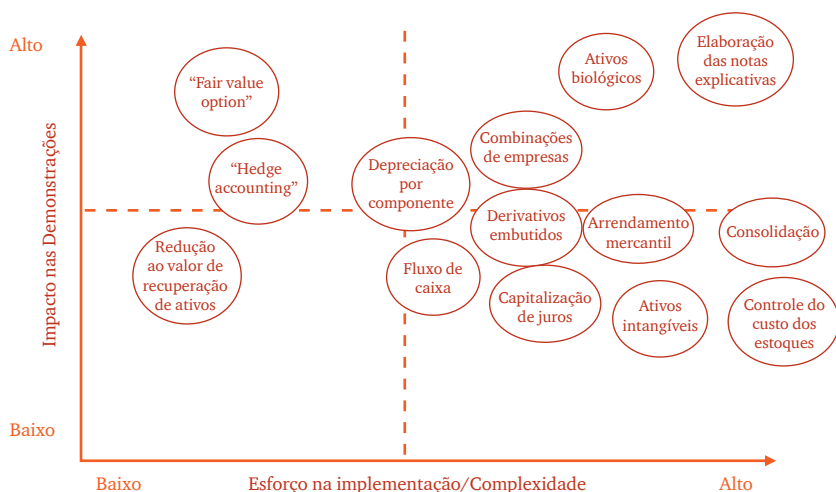 Alto
Impacto nas Demonstrações
Baixo
“Fair value
option”
“Hedge
accounting”
Redução
ao valor de
recuperação
de ativos
Depreciação
por
componente
Fluxo de
caixa
Combinações
de empresas
Derivativos
embutidos
Capitalização
de juros
Ativos
biológicos
Arrendamento
mercantil
Ativos
intangíveis
Elaboração
das notas
explicativas
Consolidação
Controle do
custo dos
estoques
Baixo
Esforço na implementação/Complexidade
Alto